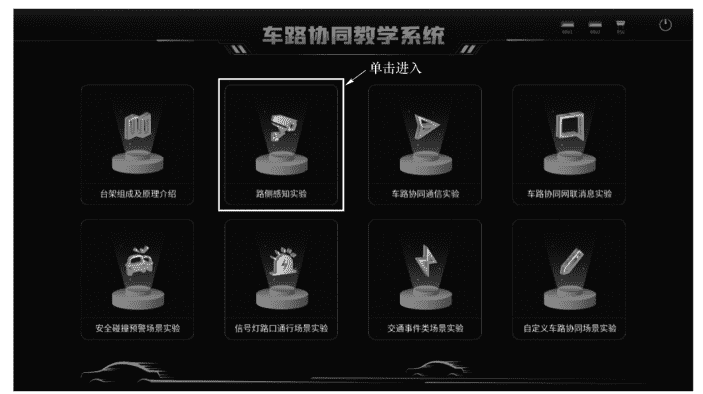 车路协同教学系统
单击进入
台架组成及原理介绍
路侧感知实验
车路协同通信实验
车路协同网联消息实验
安全碰撞预警场景实验
信号灯路口通行场景实验
交通事件类场景实验
自定义车路协同场景实验